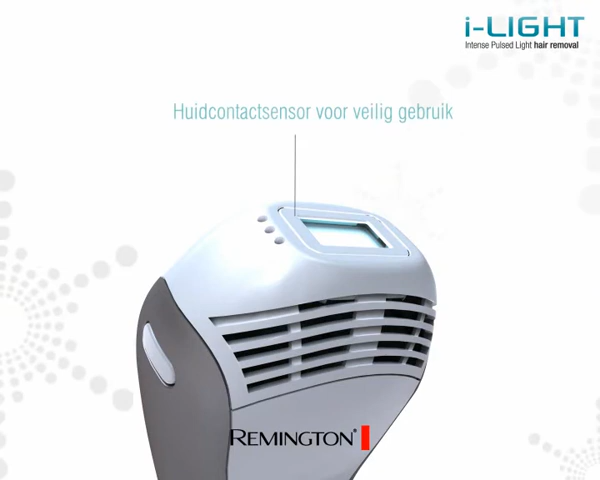 i-LIGHT
Intense Pulsed Light hair removal
Huidcontactsensor voor veilig gebruik
REMINGTON®